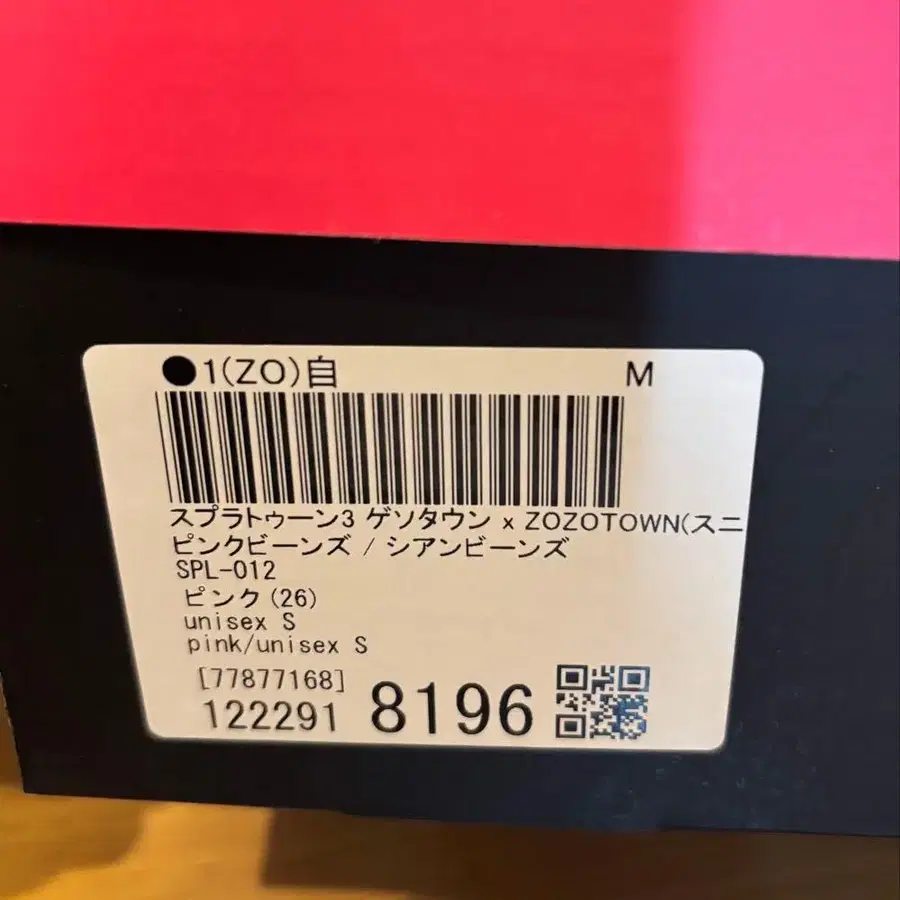 ●1(ZO)自 M
スプラトゥーン3 ゲソタウン x ZOZOTOWN(スニ
ピンクビーンズ / シアンビーンズ
SPL-012
ピンク(26)
unisex S
pink/unisex S
[77877168]
122291 8196